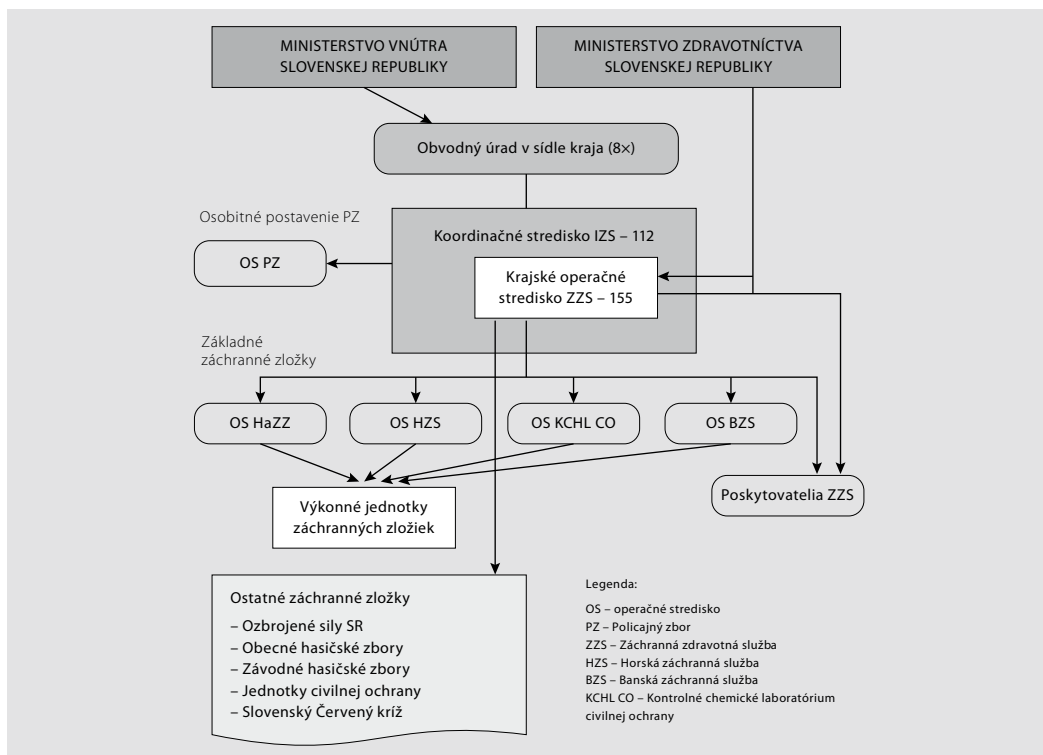 MINISTERSTVO VNÚTRA
SLOVENSKEJ REPUBLIKY
MINISTERSTVO ZDRAVOTNÍCTVA
SLOVENSKEJ REPUBLIKY
Obvodný úrad v sídle kraja (8×)
Osobitné postavenie PZ
OS PZ
Koordinačné stredisko IZS – 112
Krajské operačné
stredisko ZZS – 155
Základné
záchranné zložky
OS HaZZ
OS HZS
OS KCHL CO
OS BZS
Poskytovatelia ZZS
Výkonné jednotky
záchranných zložiek
Ostatné záchranné zložky
– Ozbrojené sily SR
– Obecné hasičské zbory
– Závodné hasičské zbory
– Jednotky civilnej ochrany
– Slovenský Červený kríž
Legenda:
OS – operačné stredisko
PZ – Policajný zbor
ZZS – Záchranná zdravotná služba
HZS – Horská záchranná služba
BZS – Banská záchranná služba
KCHL CO – Kontrolné chemické laboratórium
civilnej ochrany